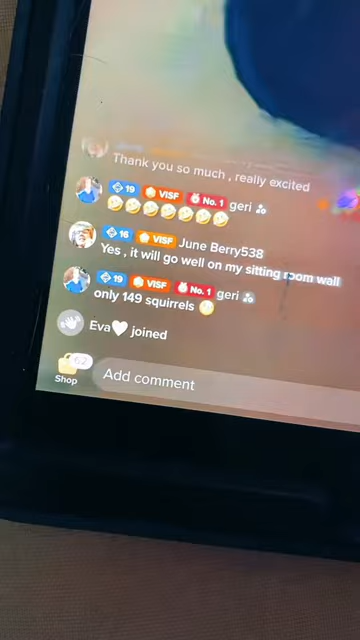 Thank you so much , really excited
19 VISF No. 1 geri
🤣🤣🤣🤣🤣🤣🤣
16 VISF June Berry538
Yes , it will go well on my sitting room wall
19 VISF No. 1 geri
only 149 squirrels
Eva🤍 joined
62
Shop
Add comment